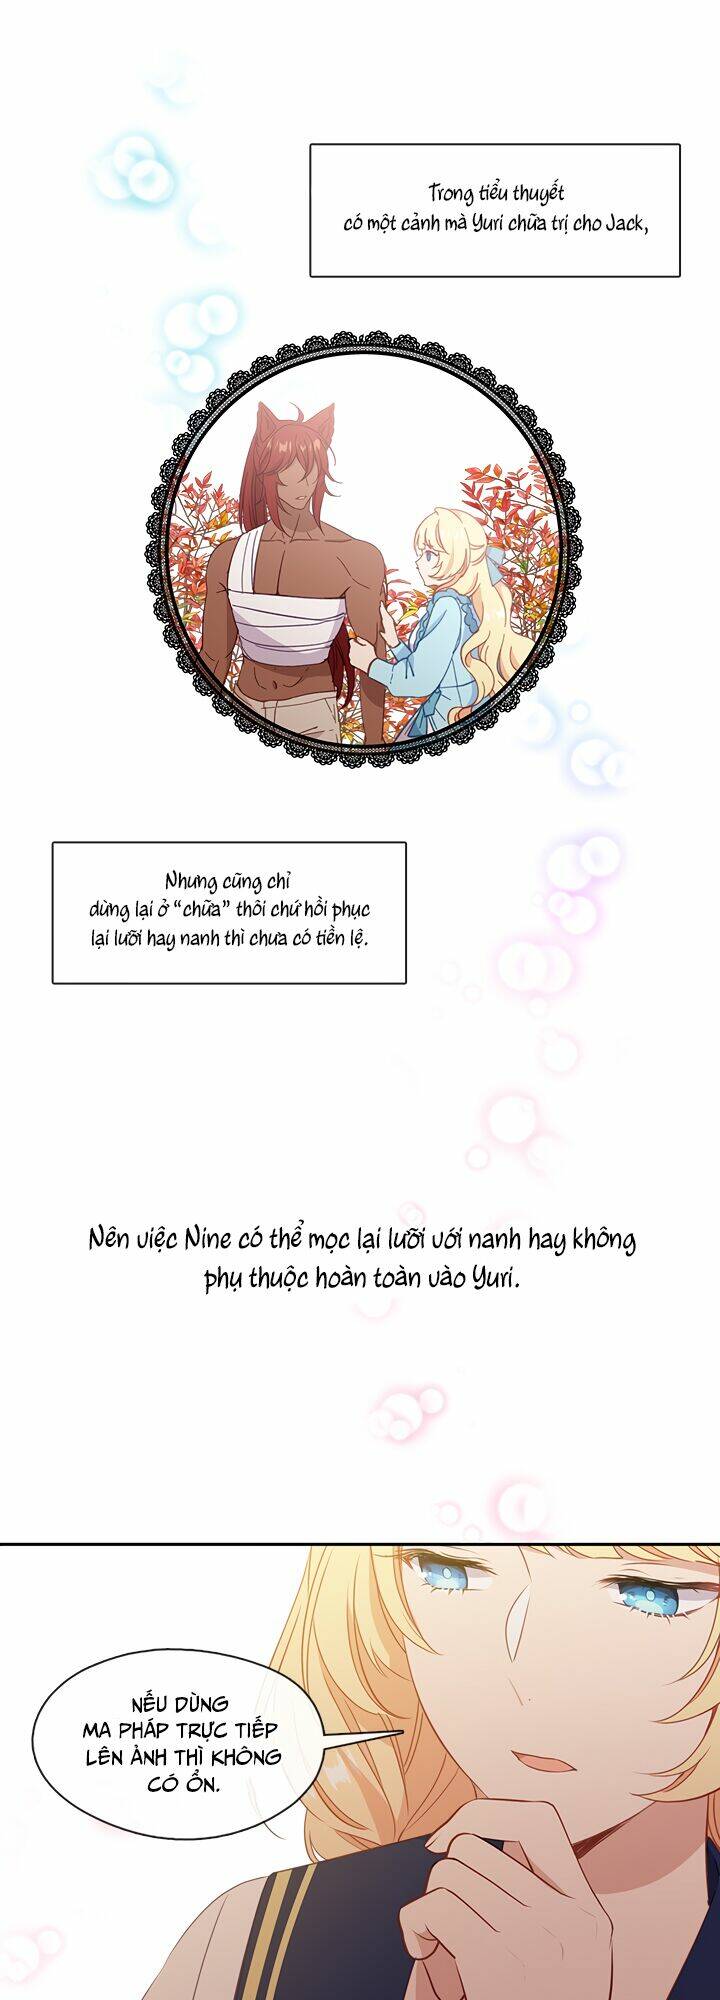 Trong tiểu thuyết
có một cảnh mà Yuri chữa trị cho Jack,
Nhưng cũng chỉ
dừng lại ở “chữa” thôi chứ hồi phục
lại lưỡi hay nanh thì chưa có tiền lệ.
Nên việc Nine có thể mọc lại lưỡi với nanh hay không
phụ thuộc hoàn toàn vào Yuri.
NẾU DÙNG
MA PHÁP TRỰC TIẾP
LÊN ẢNH THÌ KHÔNG
CÓ ỔN.